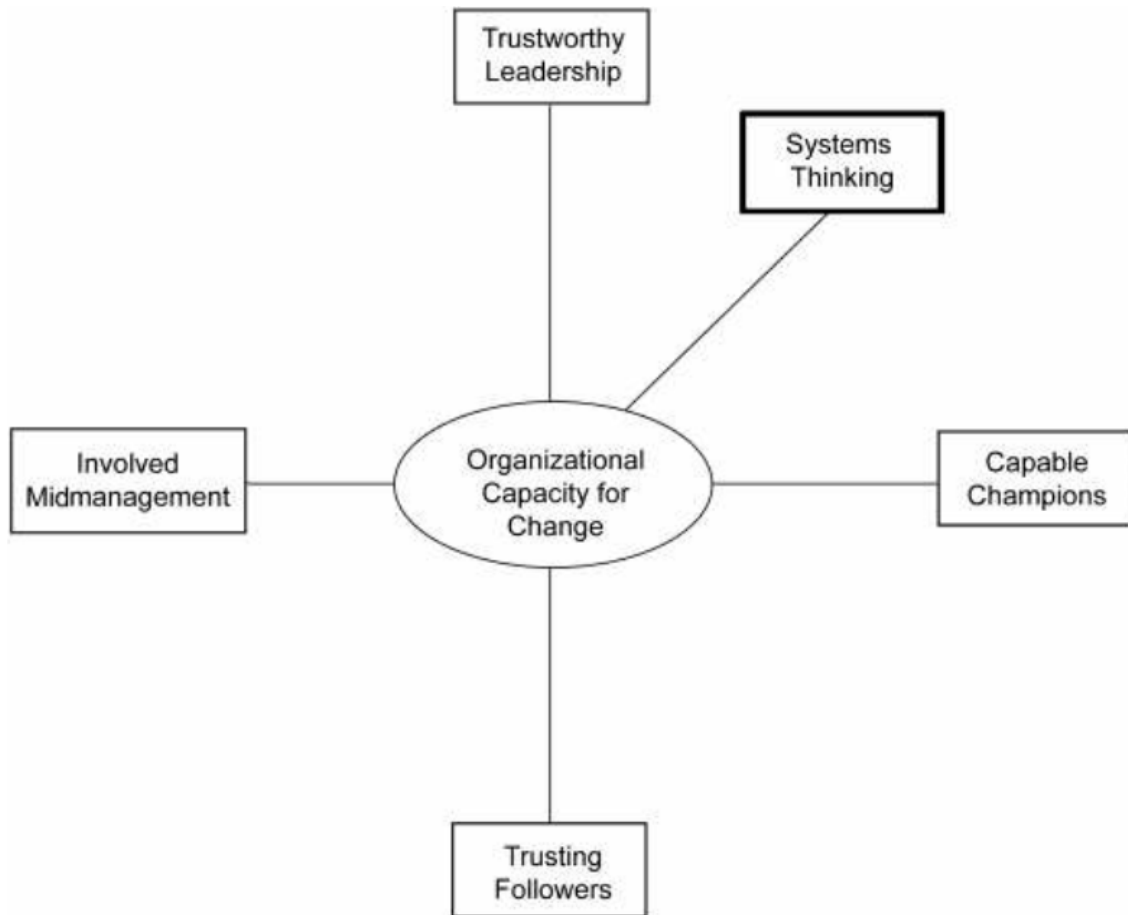 Trustworthy
Leadership
Systems
Thinking
Involved
Midmanagement
Organizational
Capacity for
Change
Capable
Champions
Trusting
Followers